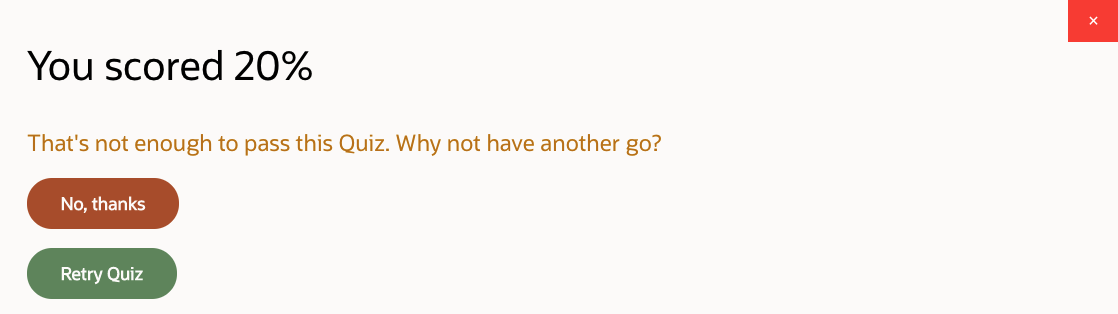 ×
You scored 20%
That's not enough to pass this Quiz. Why not have another go?
No, thanks
Retry Quiz